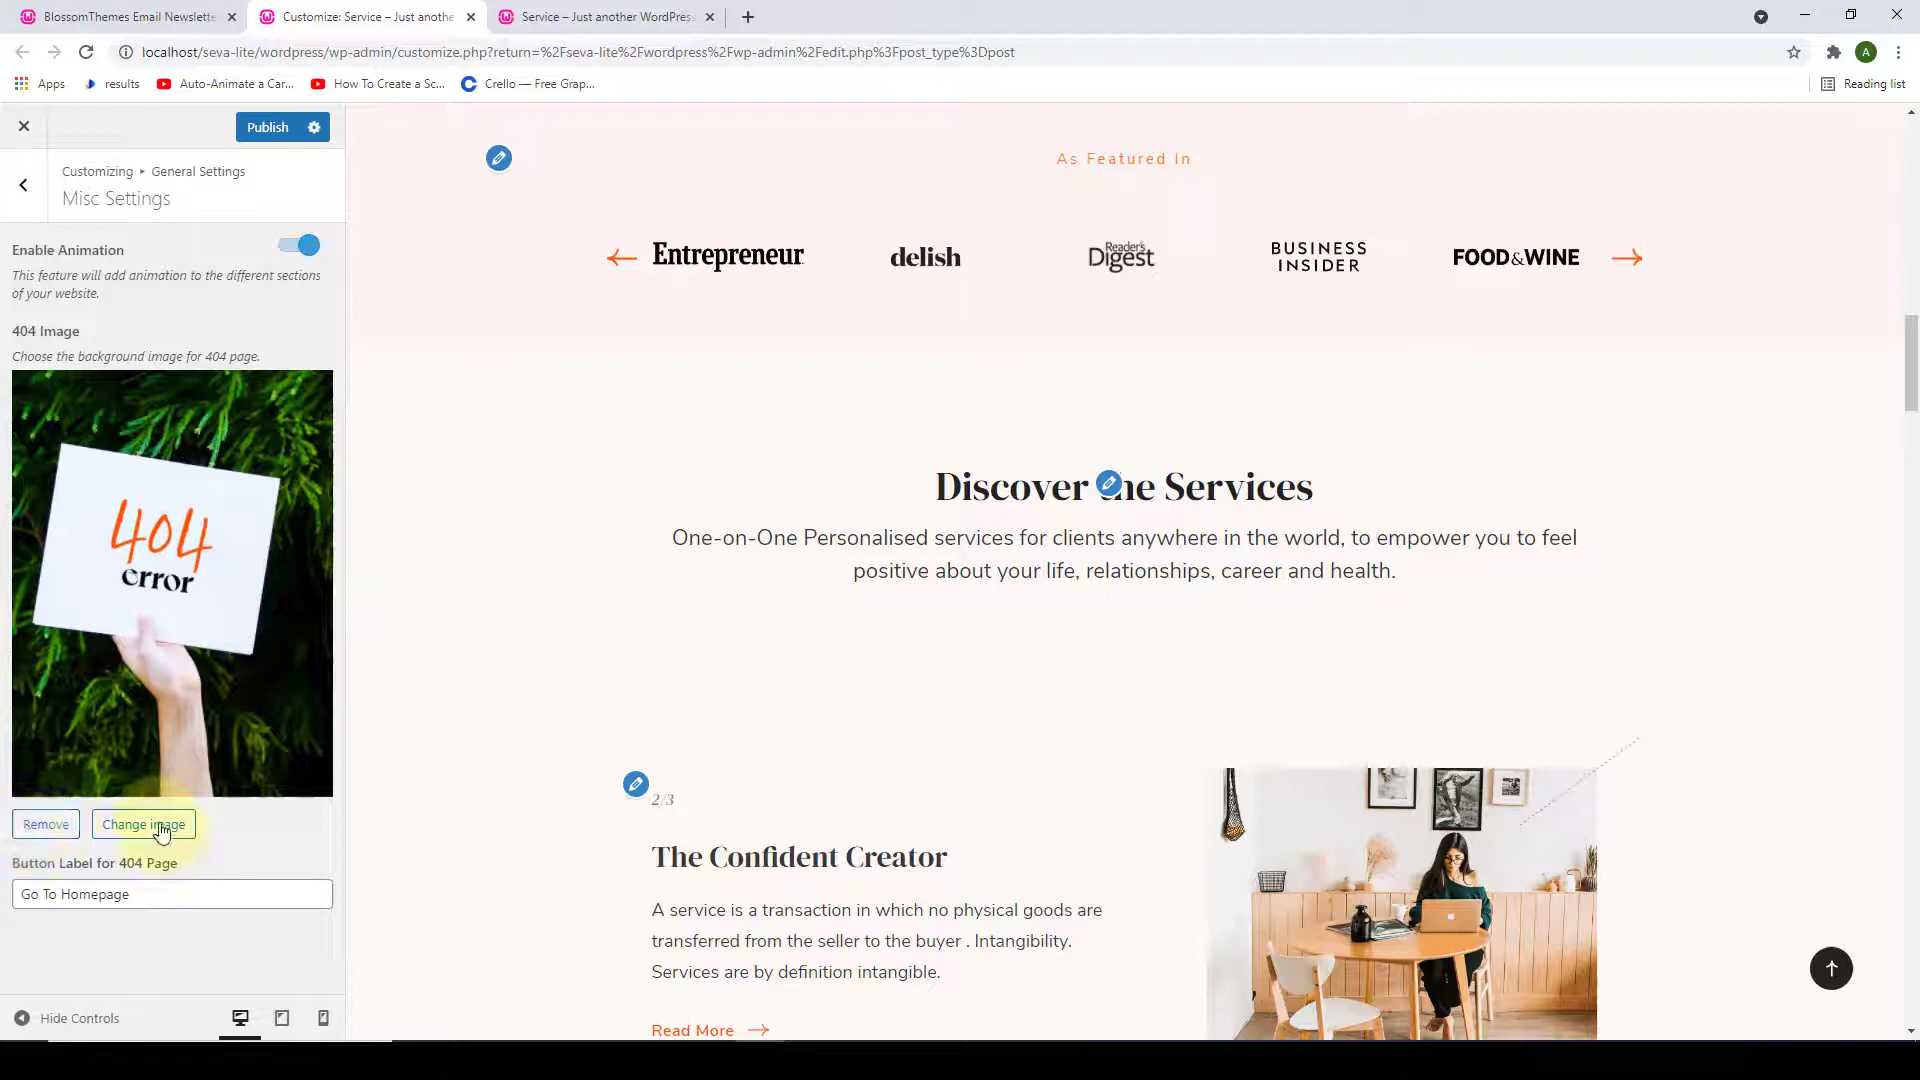 BlossomThemes Email Newslette
Customize: Service – Just anothe
Service – Just another WordPres
localhost/seva-lite/wordpress/wp-admin/customize.php?return=%2Fseva-lite%2Fwordpress%2Fwp-admin%2Fedit.php%3Fpost_type%3Dpost
A
Apps
results
Auto-Animate a Car...
How To Create a Sc...
Crello — Free Grap...
Reading list
Publish
Customizing ▸ General Settings
Misc Settings
Enable Animation
This feature will add animation to the different sections
of your website.
404 Image
Choose the background image for 404 page.
404
error
Remove
Change image
Button Label for 404 Page
Go To Homepage
Hide Controls
As Featured In
Entrepreneur
delish
Reader's
Digest
BUSINESS
INSIDER
FOOD&WINE
Discover the Services
One-on-One Personalised services for clients anywhere in the world, to empower you to feel
positive about your life, relationships, career and health.
2/3
The Confident Creator
A service is a transaction in which no physical goods are
transferred from the seller to the buyer . Intangibility.
Services are by definition intangible.
Read More